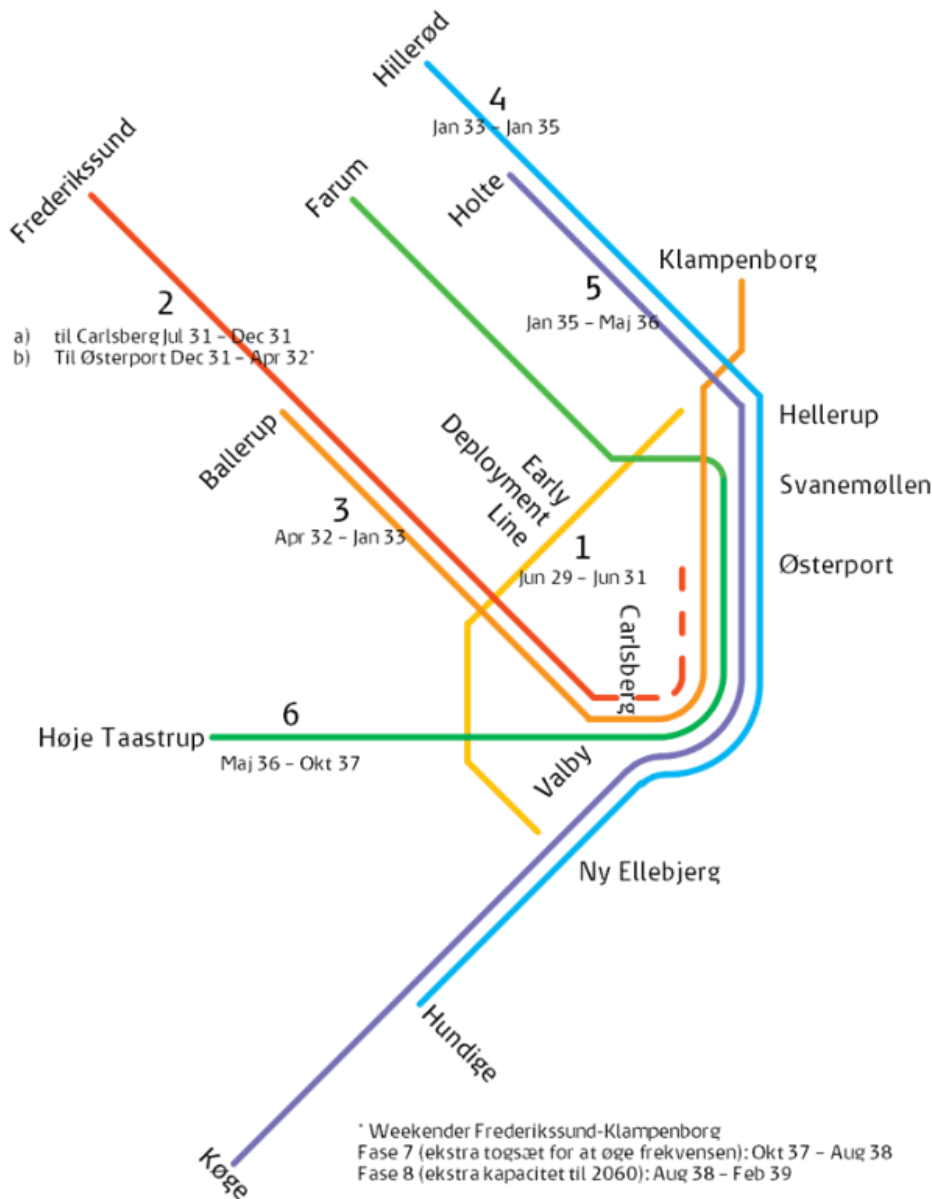 Hillerød
4
Jan 33 – Jan 35
Frederikssund
Farum
Holte
Klampenborg
2
5
a) til Carlsberg Jul 31 – Dec 31
b) Til Østerport Dec 31 – Apr 32*
Jan 35 – Maj 36
Ballerup
Early
Deployment
Line
Hellerup
Svanemøllen
3
Apr 32 – Jan 33
1
Jun 29 – Jun 31
Østerport
Carlsberg
6
Høje Taastrup
Maj 36 – Okt 37
Valby
Ny Ellebjerg
Hundige
Køge
* Weekender Frederikssund-Klampenborg
Fase 7 (ekstra togsæt for at øge frekvensen): Okt 37 – Aug 38
Fase 8 (ekstra kapacitet til 2060): Aug 38 – Feb 39